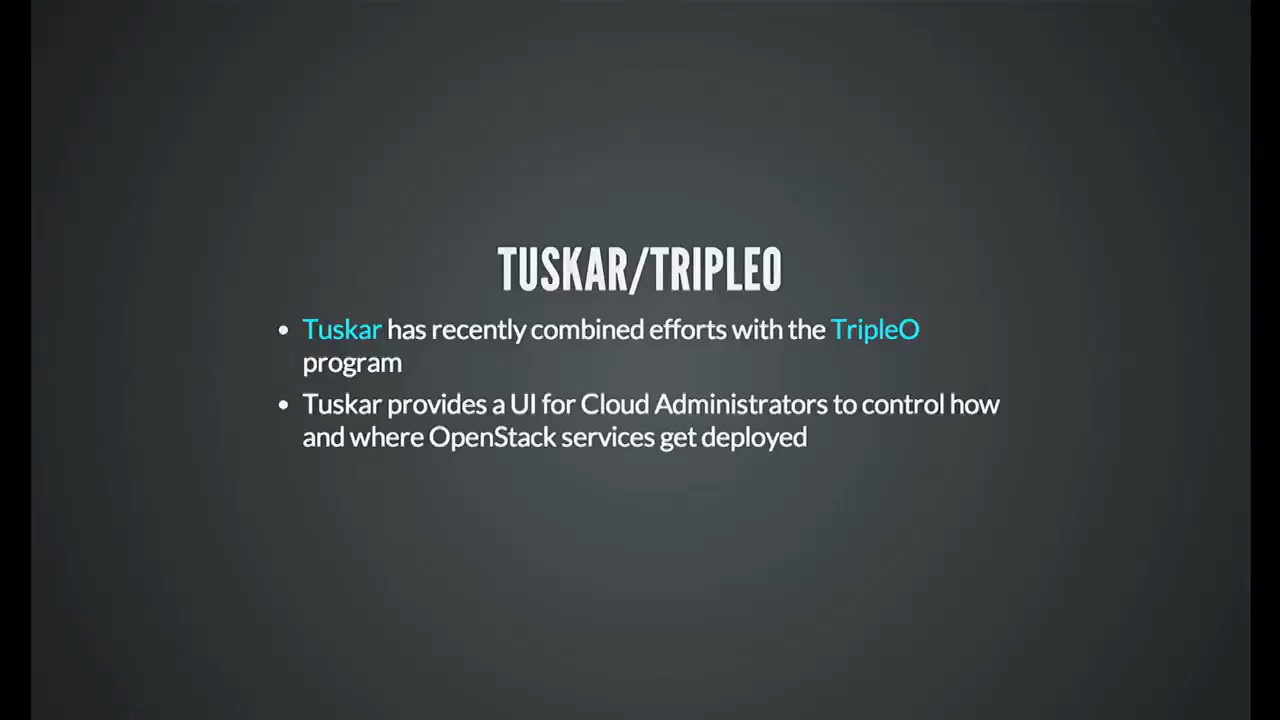 TUSKAR/TRIPLEO
• Tuskar has recently combined efforts with the TripleO
program
• Tuskar provides a UI for Cloud Administrators to control how
and where OpenStack services get deployed